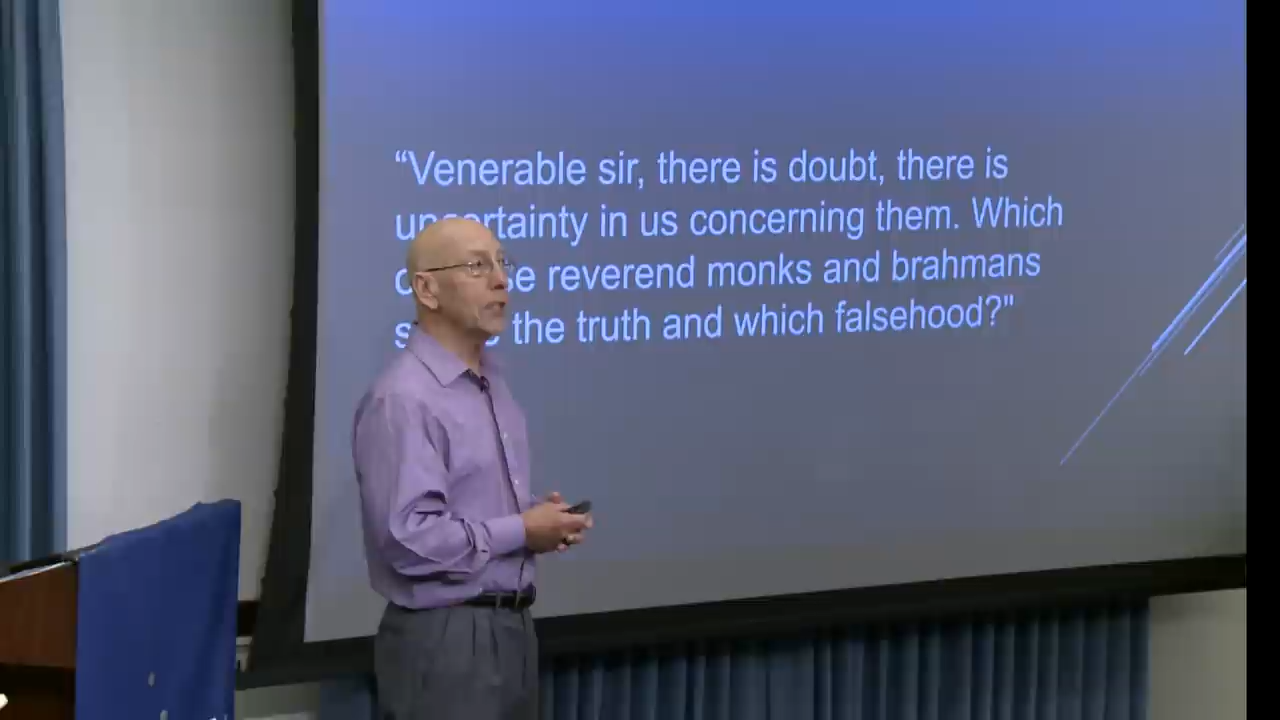 “Venerable sir, there is doubt, there is
in us concerning them. Which
reverend monks and brahmans
the truth and which falsehood?"